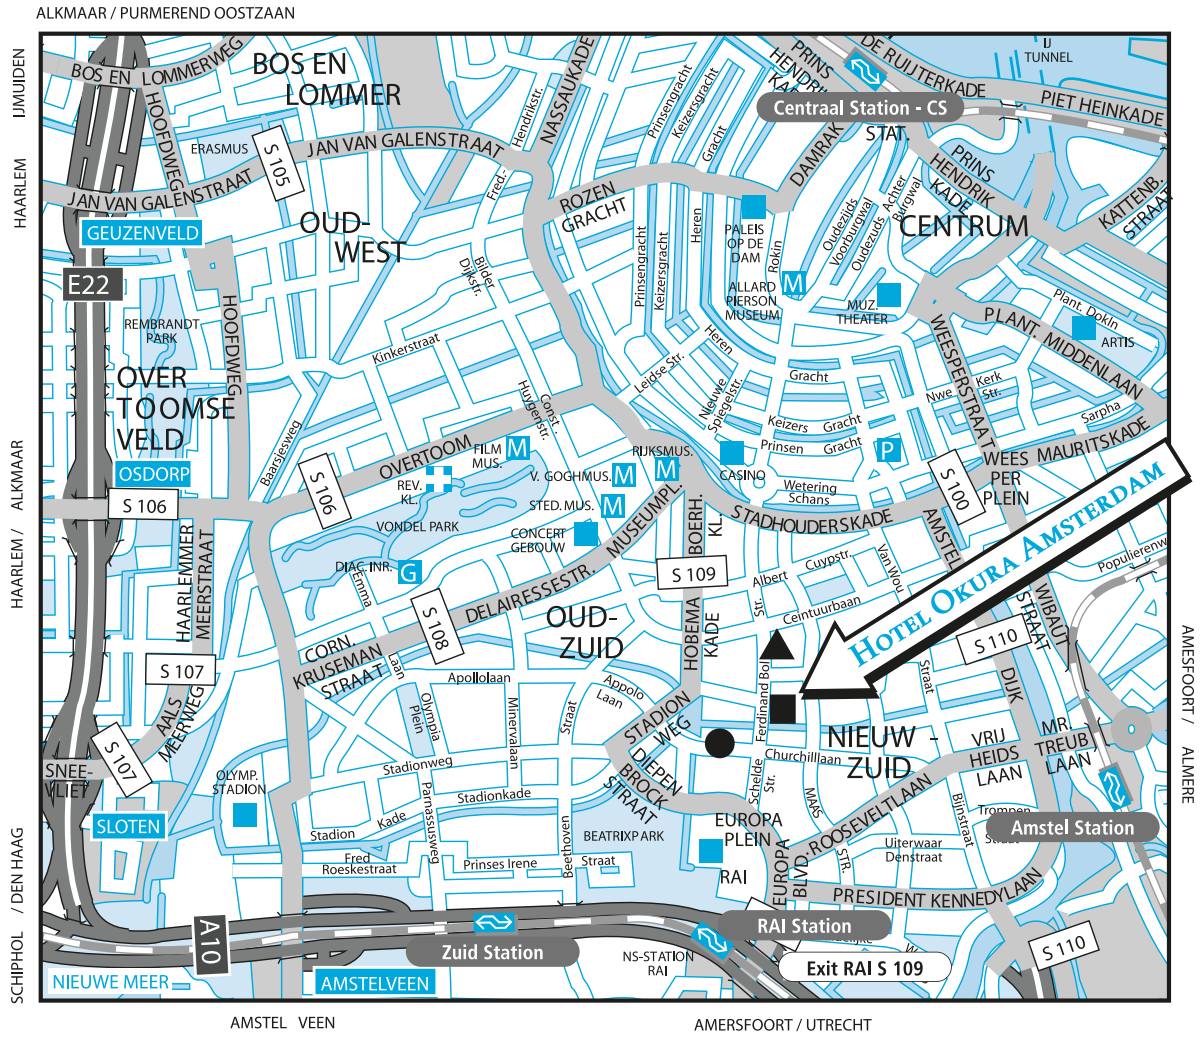 ALKMAAR / PURMEREND OOSTZAAN
IJMUIDEN
HAARLEM
HAARLEM / ALKMAAR
SCHIPHOL / DEN HAAG
AMESFOORT / ALMERE
AMSTEL VEEN
AMERSFOORT / UTRECHT
BOS EN LOMMERWEG
BOS EN
LOMMER
HOOFDWEG
ERASMUS
PARK
S 105
JAN VAN GALENSTRAAT
JAN VAN GALENSTRAAT
GEUZENVELD
E22
OUD-
WEST
Hendrikstr.
NASSAUKADE
Fred.-
Bilder
Dijkstr.
ROZEN
GRACHT
Prinsengracht
Keizersgracht
Gracht
Heren
Prinsengracht
Keizersgracht
PRINS
HENDRIK
DE RUIJTERKADE
IJ
TUNNEL
PIET HEINKADE
Centraal Station - CS
STAT.
DAMRAK
PRINS
HENDRIK
KADE
KATTENB.
STRAAT
CENTRUM
PALEIS
OP DE
DAM
Rokin
Oudezijds
Voorburgwal
Oudezuds Achter
Burgwal
ALLARD
PIERSON
MUSEUM
M
MUZ.
THEATER
Plant. Dokln
ARTIS
PLANT. MIDDENLAAN
WEESPERSTRAAT
REMBRANDT
PARK
HOOFDWEG
OVER
TOOMSE
VELD
OSDORP
S 106
Kinkerstraat
Baarsjesweg
S 106
OVERTOOM
Const.
Huygenstr.
FILM
MUS.
M
REV.
KL.
VONDEL PARK
V. GOGHMUS.
M
STED. MUS.
M
CONCERT
GEBOUW
RIJKSMUS.
M
MUSEUMPL.
Leidse Str.
Heren
Gracht
Nieuwe
Spiegelstr.
Keizers Gracht
Prinsen Gracht
CASINO
P
Wetering
Schans
STADHOUDERSKADE
Nwe Kerk
Str.
Sarpha
WEES MAURITSKADE
PER
PLEIN
S 100
HOTEL OKURA AMSTERDAM
AMSTEL
STRAAT
WIBAUT
Populierenw
DIJK
S 110
HAARLEMMER
MEERSTRAAT
DIAC. INR.
G
Emma
Laan
S 108
DELAIRESSESTR.
BOERH.
KL.
S 109
Albert
Str.
Cuypstr.
Van Wou
Straat
Ceintuurbaan
HOBEMA
KADE
OUD-
ZUID
CORN.
KRUSEMAN
STRAAT
Apollolaan
Appolo
Laan
Olympia
Plein
Minervalaan
Straat
Beethoven
S 107
AALS
MEERWEG
S 107
SNEE-
VLIET
SLOTEN
OLYMP.
STADION
Stadionweg
Stadionkade
Stadion
Kade
Parnassusweg
Fred
Roeskestraat
Prinses Irene
Straat
BEATRIXPARK
STADION
WEG
DIEPEN
BROCK
STRAAT
Ferdinand Bol
Churchilllaan
Schelde
Str.
MAAS
STR.
NIEUW -
ZUID
VRIJ
HEIDS
LAAN
MR.
TREUB
LAAN
ROOSEVELTLAAN
Bijnstraat
Trompen
Amstel Station
EUROPA
PLEIN
RAI
EUROPA
BLVD.
Uiterwaar
Denstraat
PRESIDENT KENNEDYLAAN
A10
Zuid Station
RAI Station
Exit RAI S 109
S 110
NS-STATION
RAI
NIEUWE MEER
AMSTELVEEN